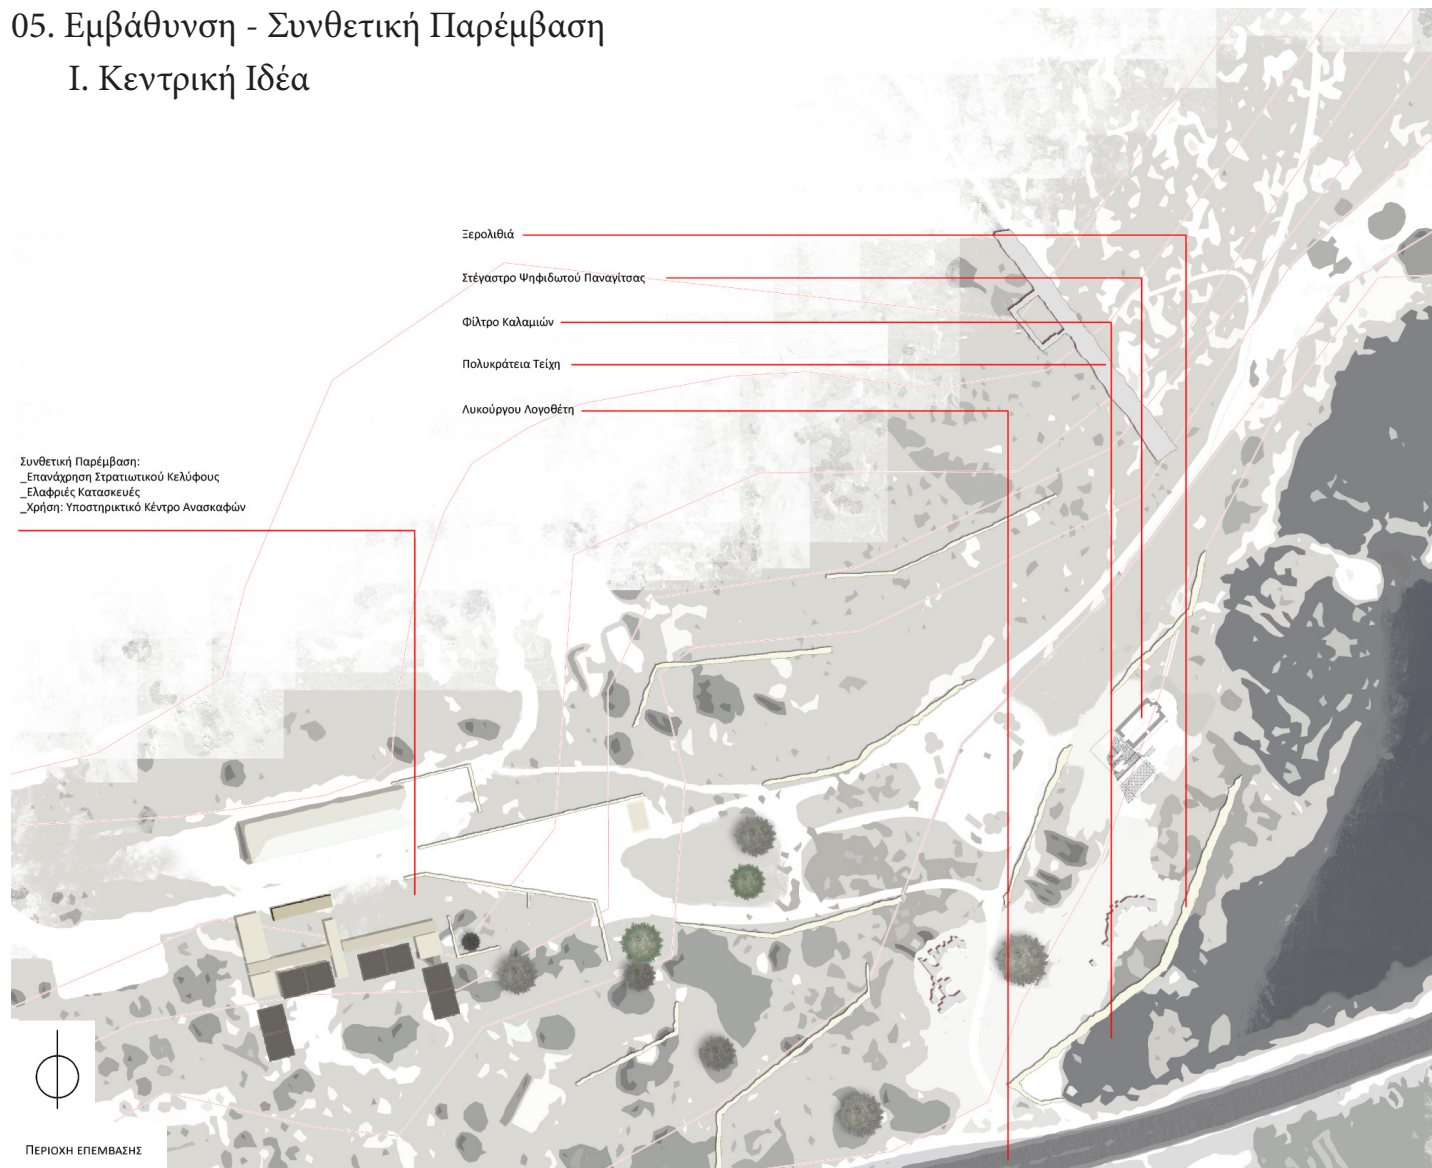 05. Εμβάθυνση - Συνθετική Παρέμβαση
I. Κεντρική Ιδέα
Ξερολιθιά
Στέγαστρο Ψηφιδωτού Παναγίτσας
Φίλτρο Καλαμιών
Πολυκράτεια Τείχη
Λυκούργου Λογοθέτη
Συνθετική Παρέμβαση:
_Επανάχρηση Στρατιωτικού Κελύφους
_Ελαφριές Κατασκευές
_Χρήση: Υποστηρικτικό Κέντρο Ανασκαφών
ΠΕΡΙΟΧΗ ΕΠΕΜΒΑΣΗΣ